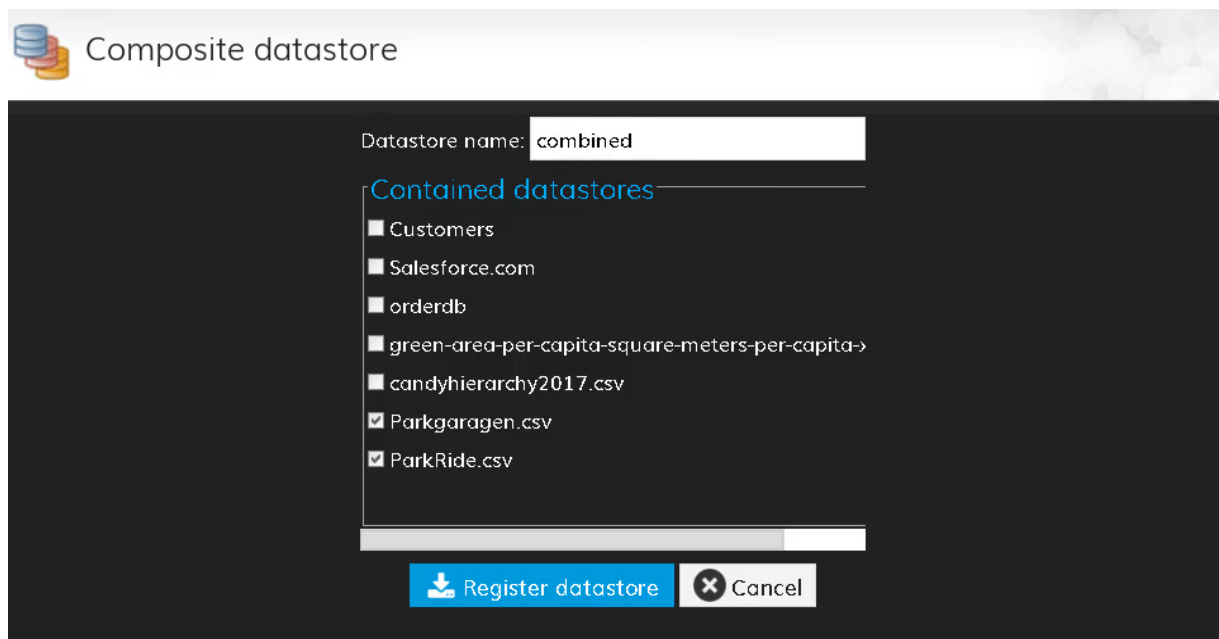 Composite datastore
Datastore name: combined
Contained datastores
Customers
Salesforce.com
orderdb
green-area-per-capita-square-meters-per-capita-
candyhierarchy2017.csv
Parkgaragen.csv
ParkRide.csv
Register datastore Cancel